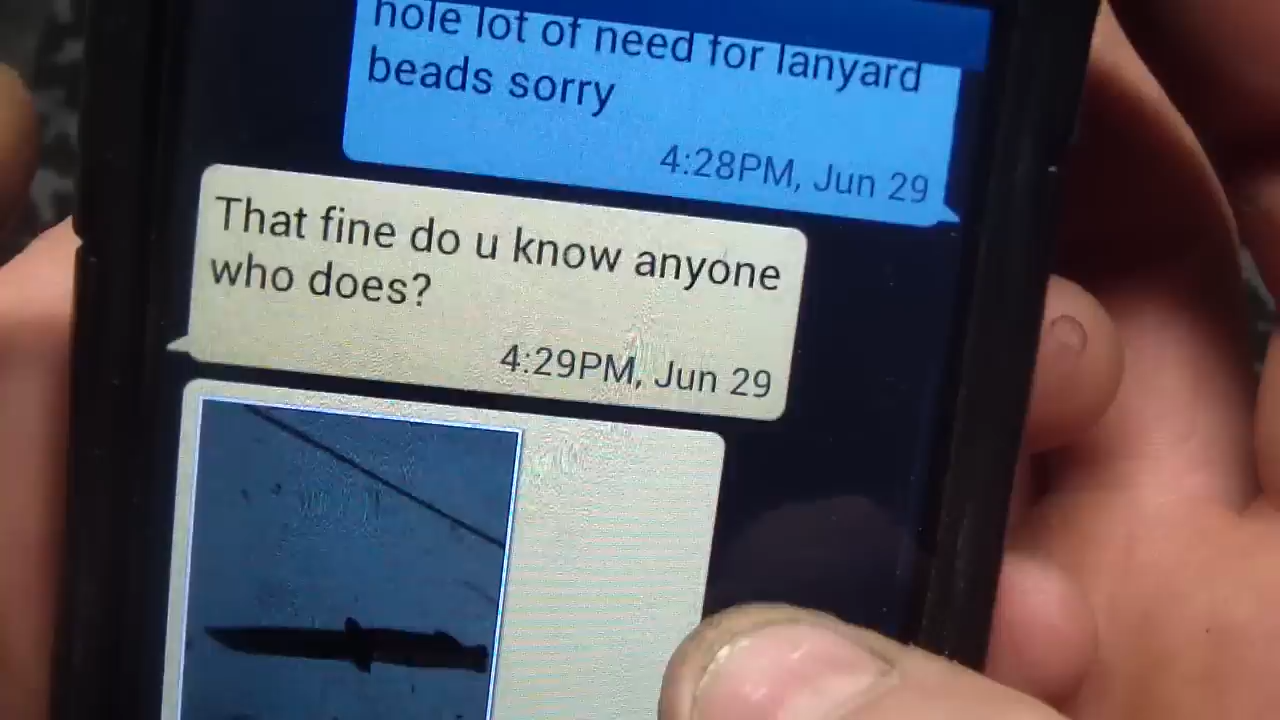 hole lot of need for lanyard
beads sorry
4:28PM, Jun 29
That fine do u know anyone
who does?
4:29PM, Jun 29